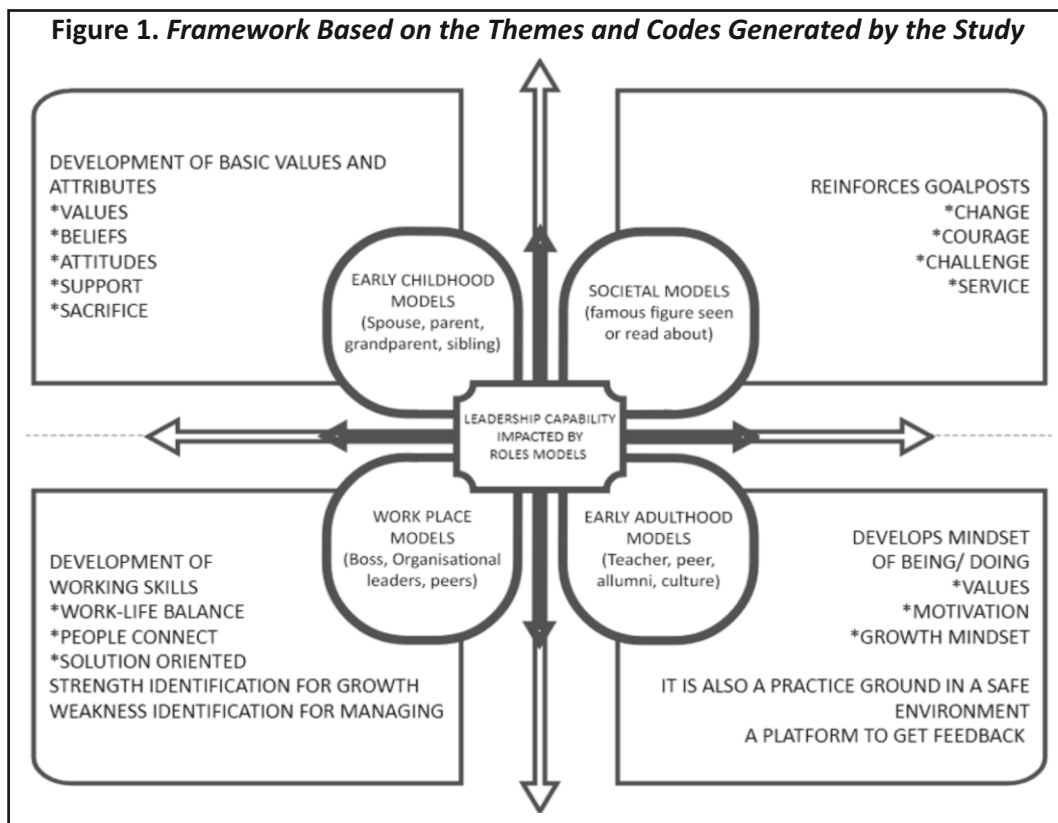 Figure 1. Framework Based on the Themes and Codes Generated by the Study
DEVELOPMENT OF BASIC VALUES AND
ATTRIBUTES
*VALUES
*BELIEFS
*ATTITUDES
*SUPPORT
*SACRIFICE
EARLY CHILDHOOD
MODELS
(Spouse, parent,
grandparent, sibling)
REINFORCES GOALPOSTS
*CHANGE
*COURAGE
*CHALLENGE
*SERVICE
SOCIETAL MODELS
(famous figure seen
or read about)
LEADERSHIP CAPABILITY
IMPACTED BY
ROLES MODELS
WORK PLACE
MODELS
(Boss, Organisational
leaders, peers)
DEVELOPMENT OF
WORKING SKILLS
*WORK-LIFE BALANCE
*PEOPLE CONNECT
*SOLUTION ORIENTED
STRENGTH IDENTIFICATION FOR GROWTH
WEAKNESS IDENTIFICATION FOR MANAGING
EARLY ADULTHOOD
MODELS
(Teacher, peer,
allumni, culture)
DEVELOPS MINDSET
OF BEING/ DOING
*VALUES
*MOTIVATION
*GROWTH MINDSET
IT IS ALSO A PRACTICE GROUND IN A SAFE
ENVIRONMENT
A PLATFORM TO GET FEEDBACK